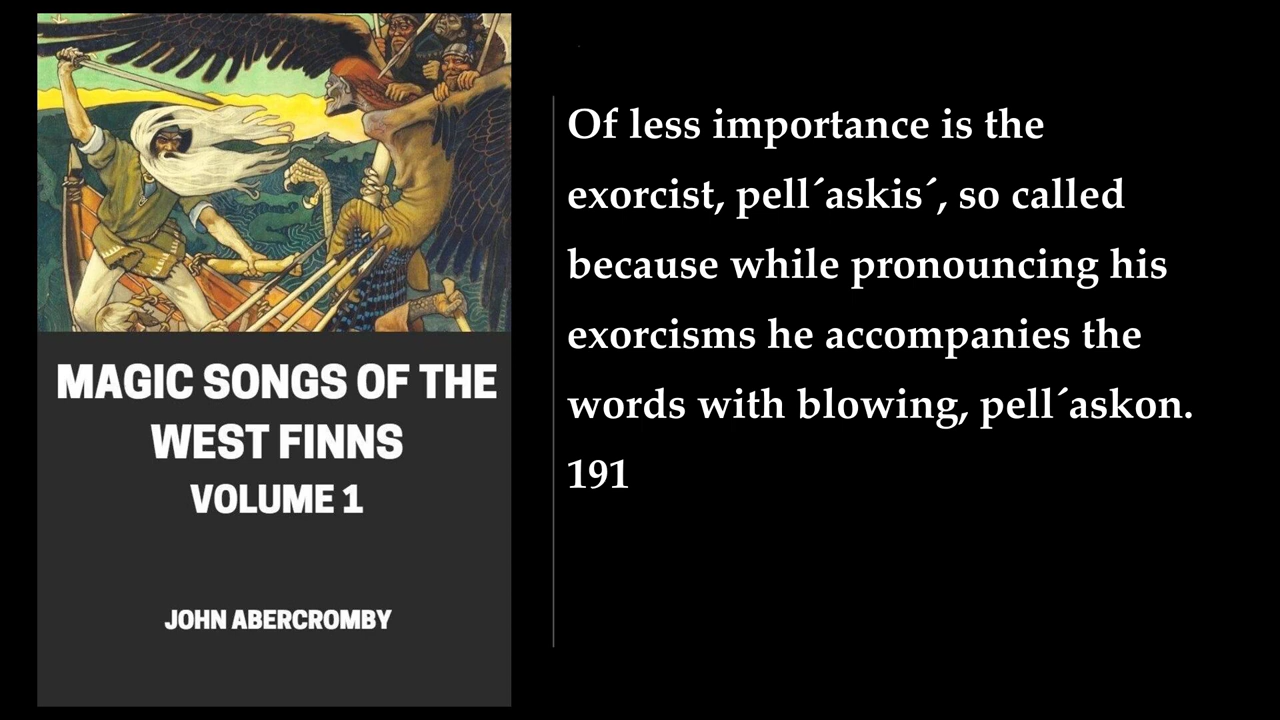 MAGIC SONGS OF THE
WEST FINNS
VOLUME 1
JOHN ABERCROMBY
Of less importance is the
exorcist, pell´askis´, so called
because while pronouncing his
exorcisms he accompanies the
words with blowing, pell´askon.
191